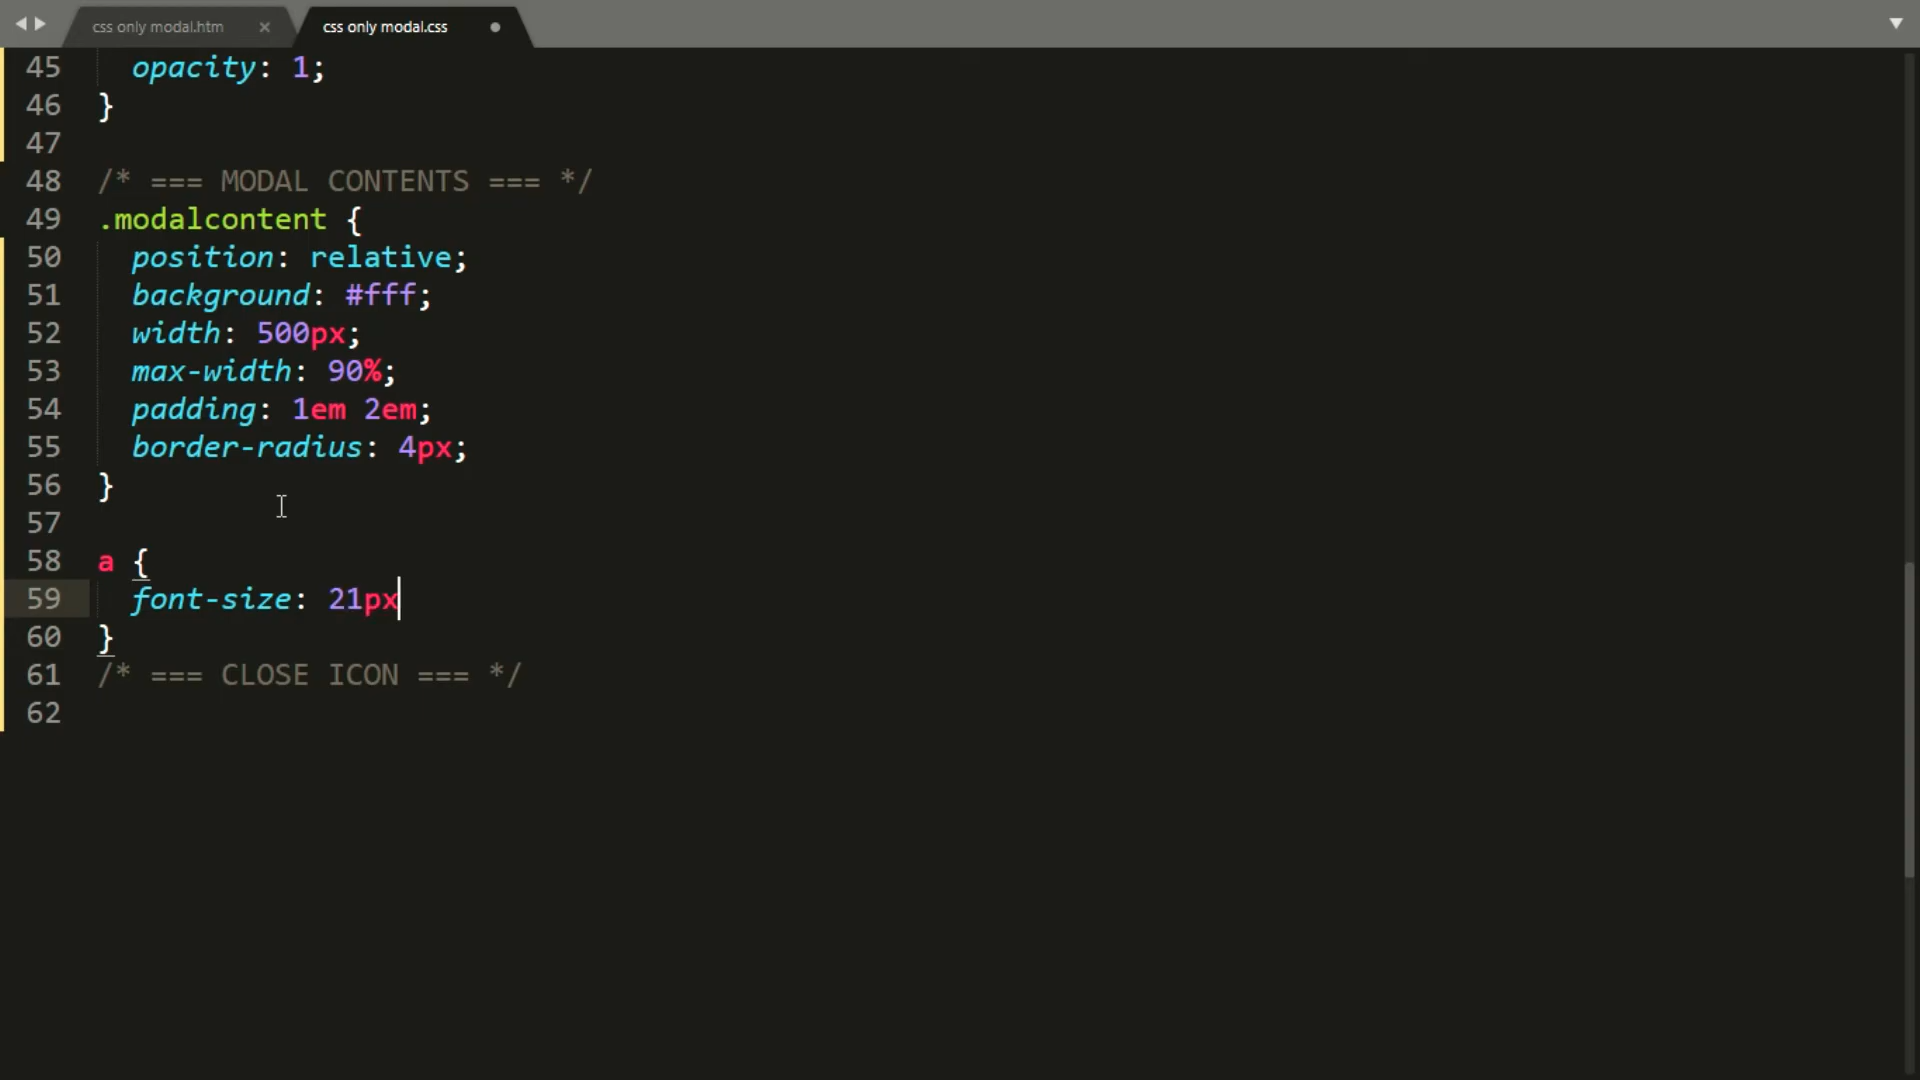 css only modal.htm × css only modal.css
45 opacity: 1;
46 }
47
48 /* === MODAL CONTENTS === */
49 .modalcontent {
50 position: relative;
51 background: #fff;
52 width: 500px;
53 max-width: 90%;
54 padding: 1em 2em;
55 border-radius: 4px;
56 }
57
58 a {
59 font-size: 21px
60 }
61 /* === CLOSE ICON === */
62